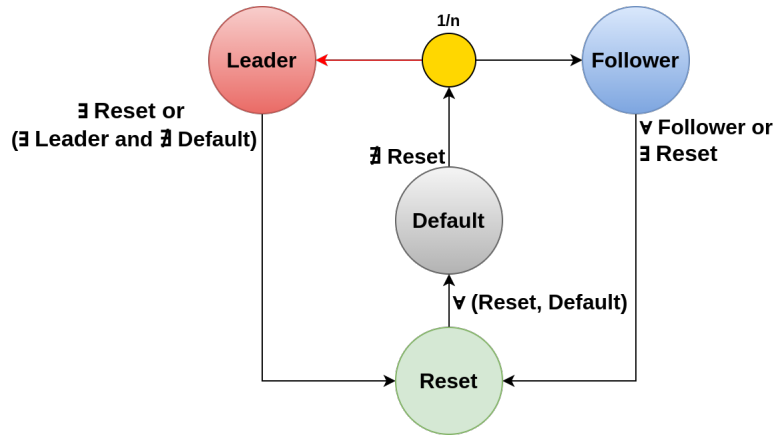 1/n
Leader
Follower
∃ Reset or
(∃ Leader and ∄ Default)
∀ Follower or
∃ Reset
∄ Reset
Default
∀ (Reset, Default)
Reset